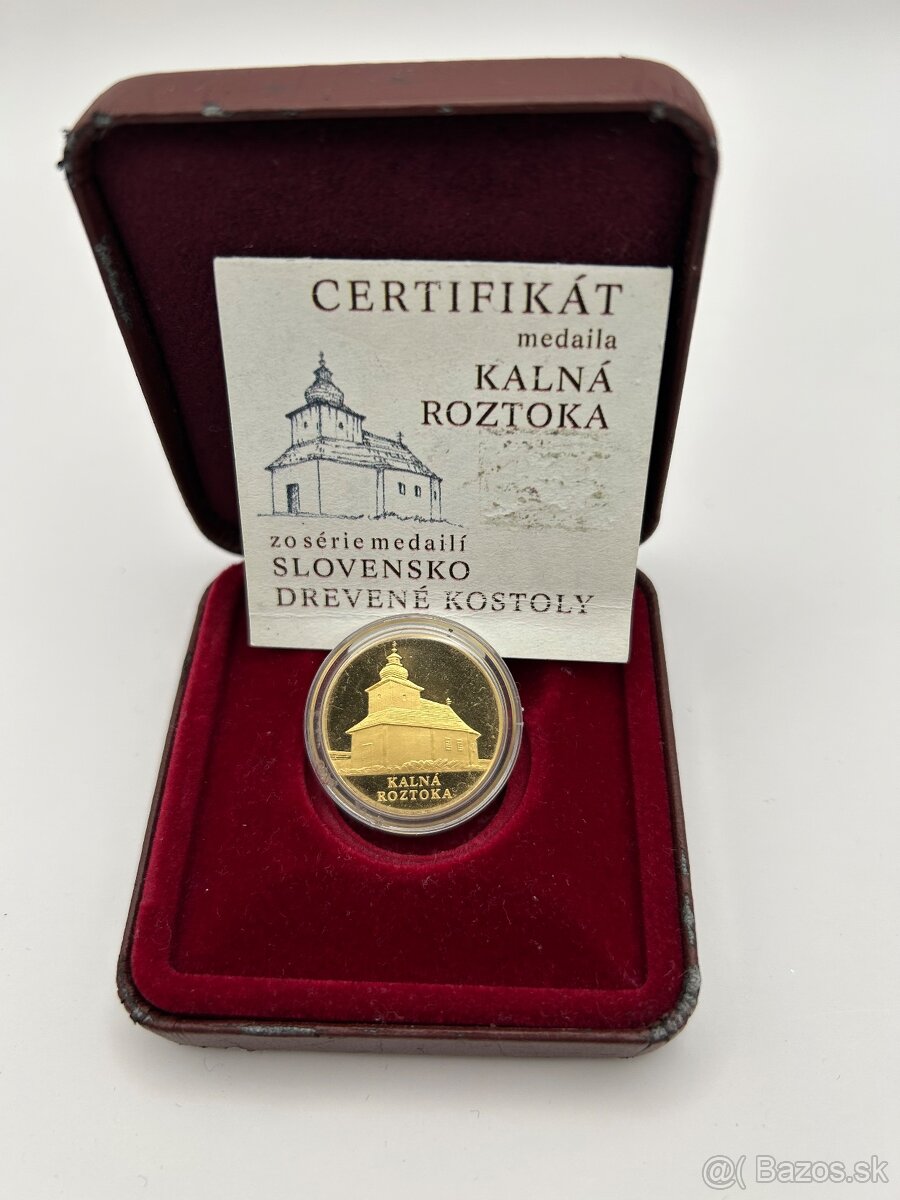 CERTIFIKÁT
medaila
KALNÁ
ROZTOKA
zo série medailí
SLOVENSKO
DREVENÉ KOSTOLY
KALNÁ
ROZTOKA
@( Bazos.sk